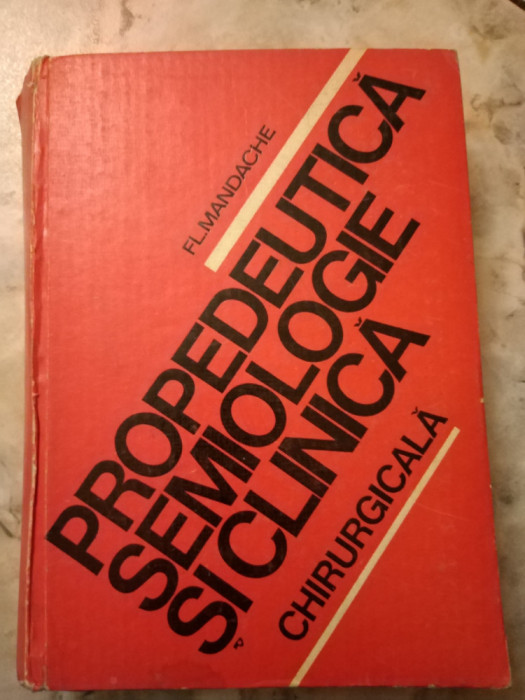 FL.MANDACHE
PROPEDEUTICĂ
SEMIOLOGIE
ŞI CLINICĂ
CHIRURGICALĂ